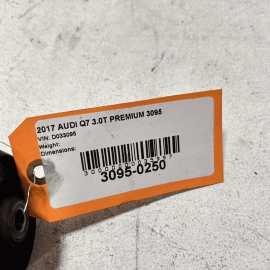 2017 AUDI Q7 3.0T PREMIUM 3095
VIN: D033095
Weight:
Dimensions:
3095-0250